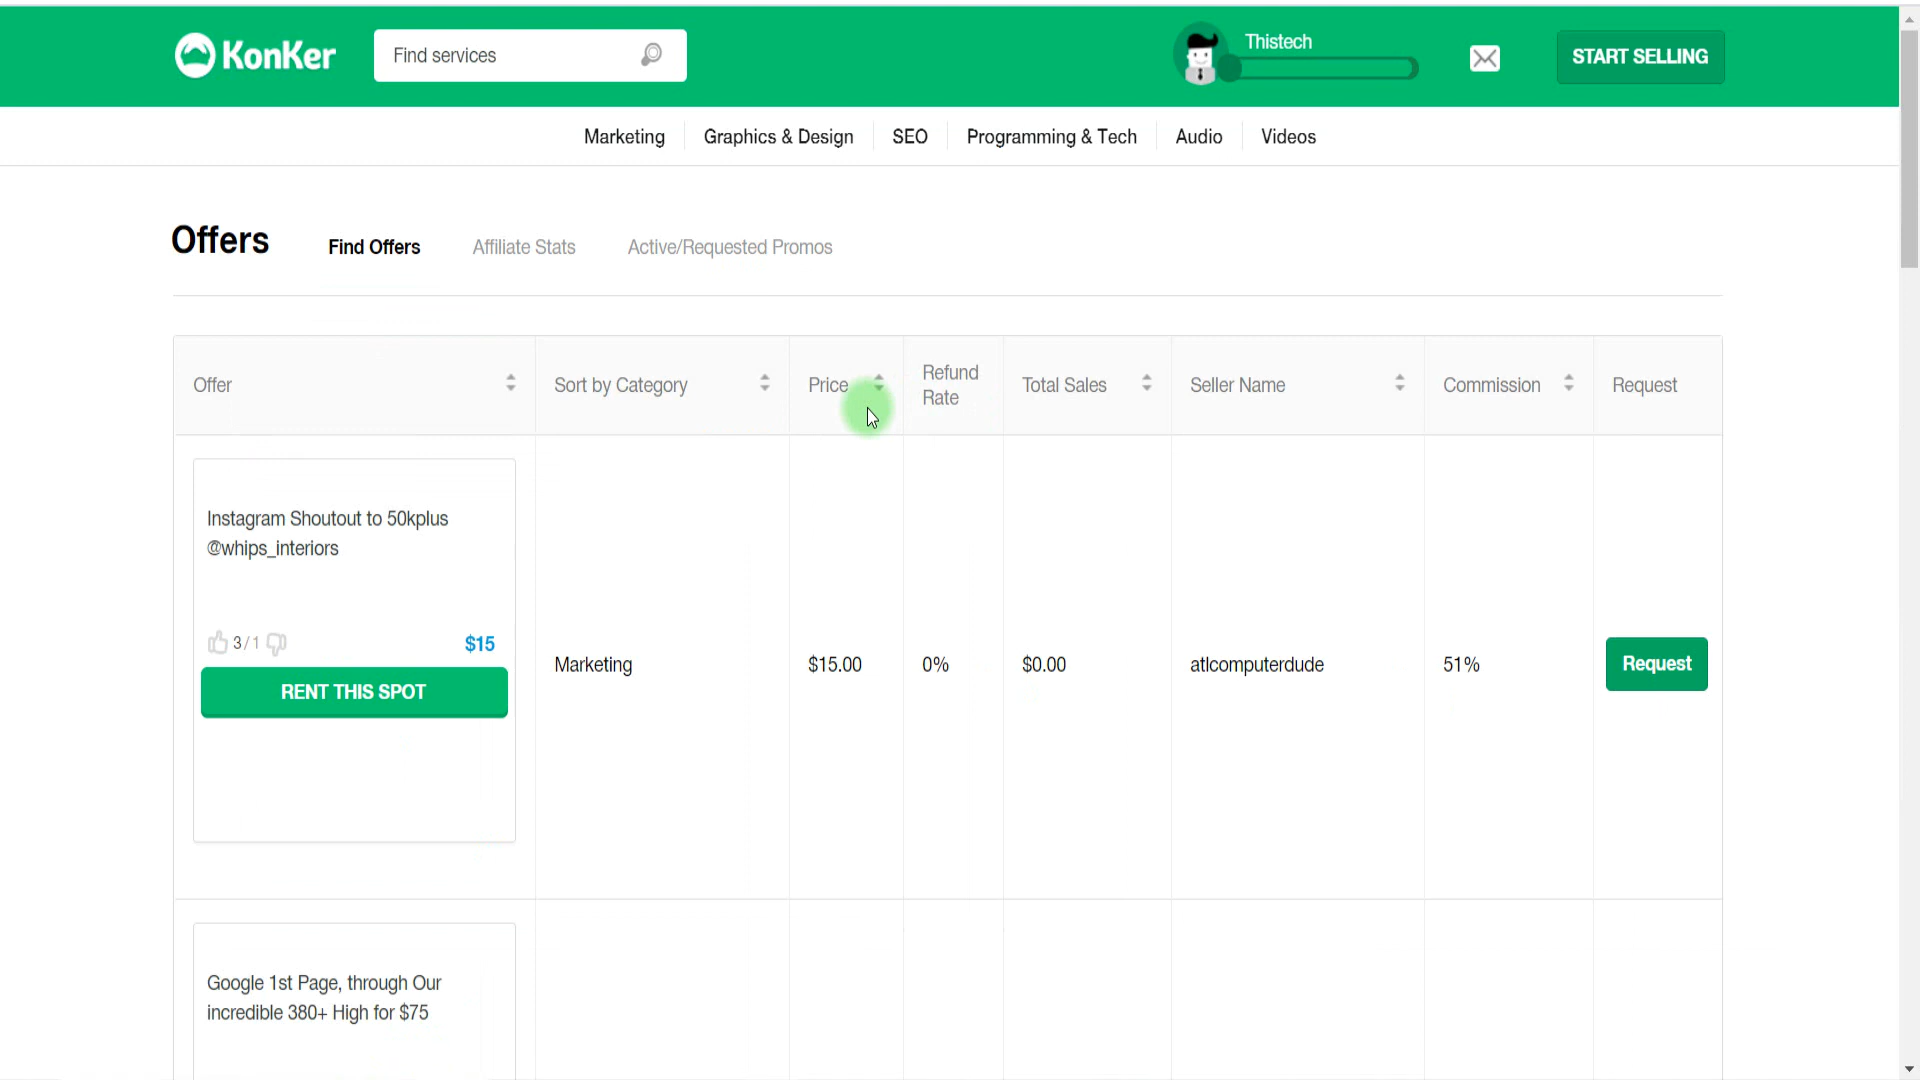 KonKer
Find services
Thistech
START SELLING
Marketing
Graphics & Design
SEO
Programming & Tech
Audio
Videos
Offers
Find Offers
Affiliate Stats
Active/Requested Promos
Offer
Sort by Category
Price
Refund
Rate
Total Sales
Seller Name
Commission
Request
Instagram Shoutout to 50kplus
@whips_interiors
3 / 1
$15
RENT THIS SPOT
Marketing
$15.00
0%
$0.00
atlcomputerdude
51%
Request
Google 1st Page, through Our
incredible 380+ High for $75